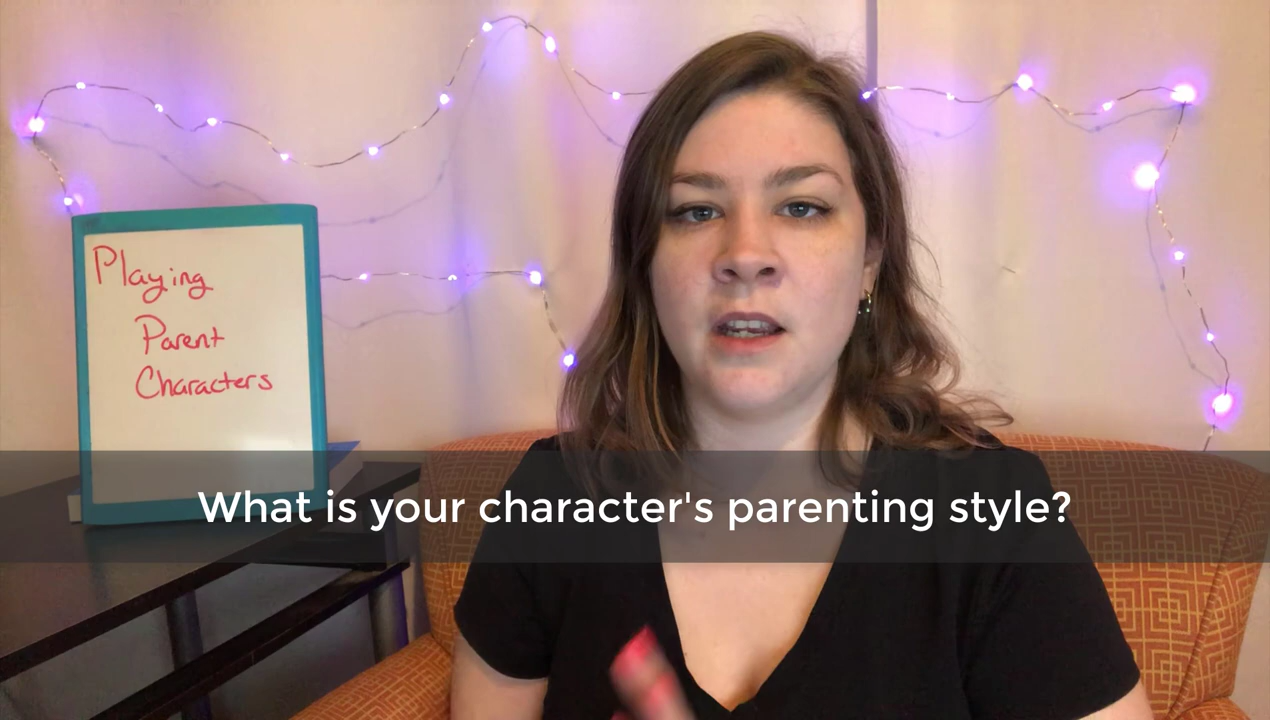 Playing
Parent
Characters
What is your character's parenting style?